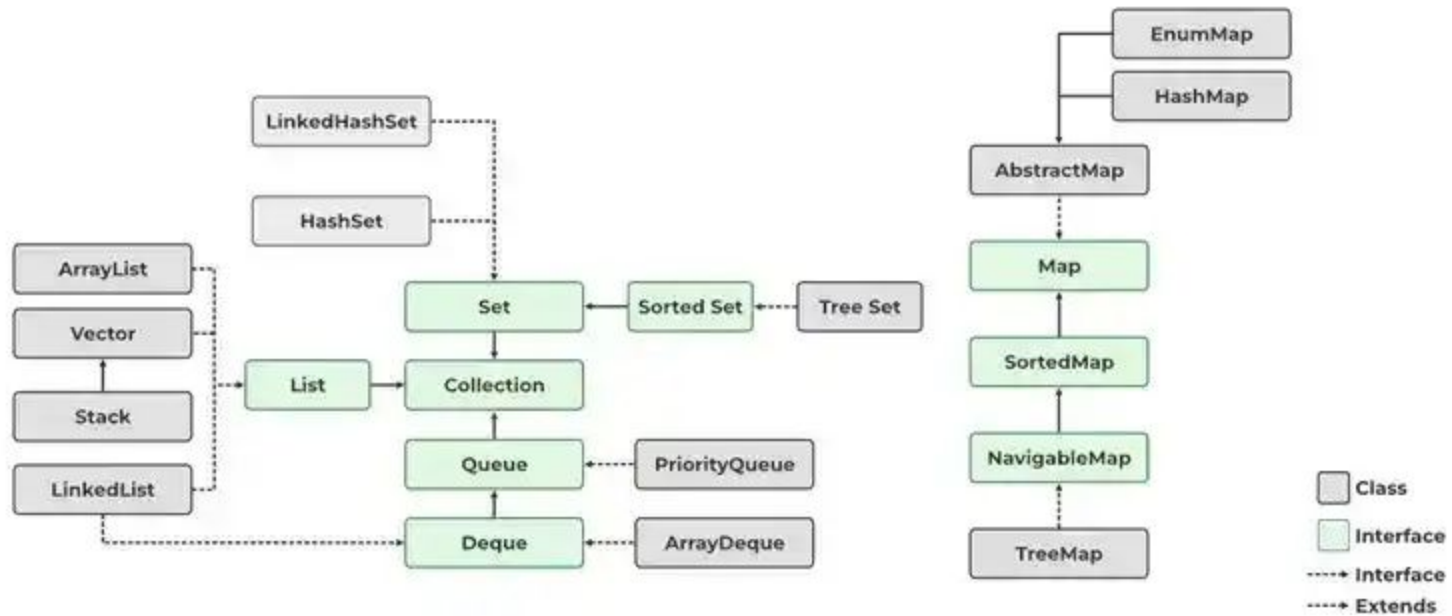 EnumMap
HashMap
LinkedHashSet
AbstractMap
HashSet
ArrayList
Map
Set
Sorted Set
Tree Set
Vector
SortedMap
List
Collection
Stack
Queue
PriorityQueue
NavigableMap
LinkedList
Class
Deque
ArrayDeque
TreeMap
Interface
Interface
Extends